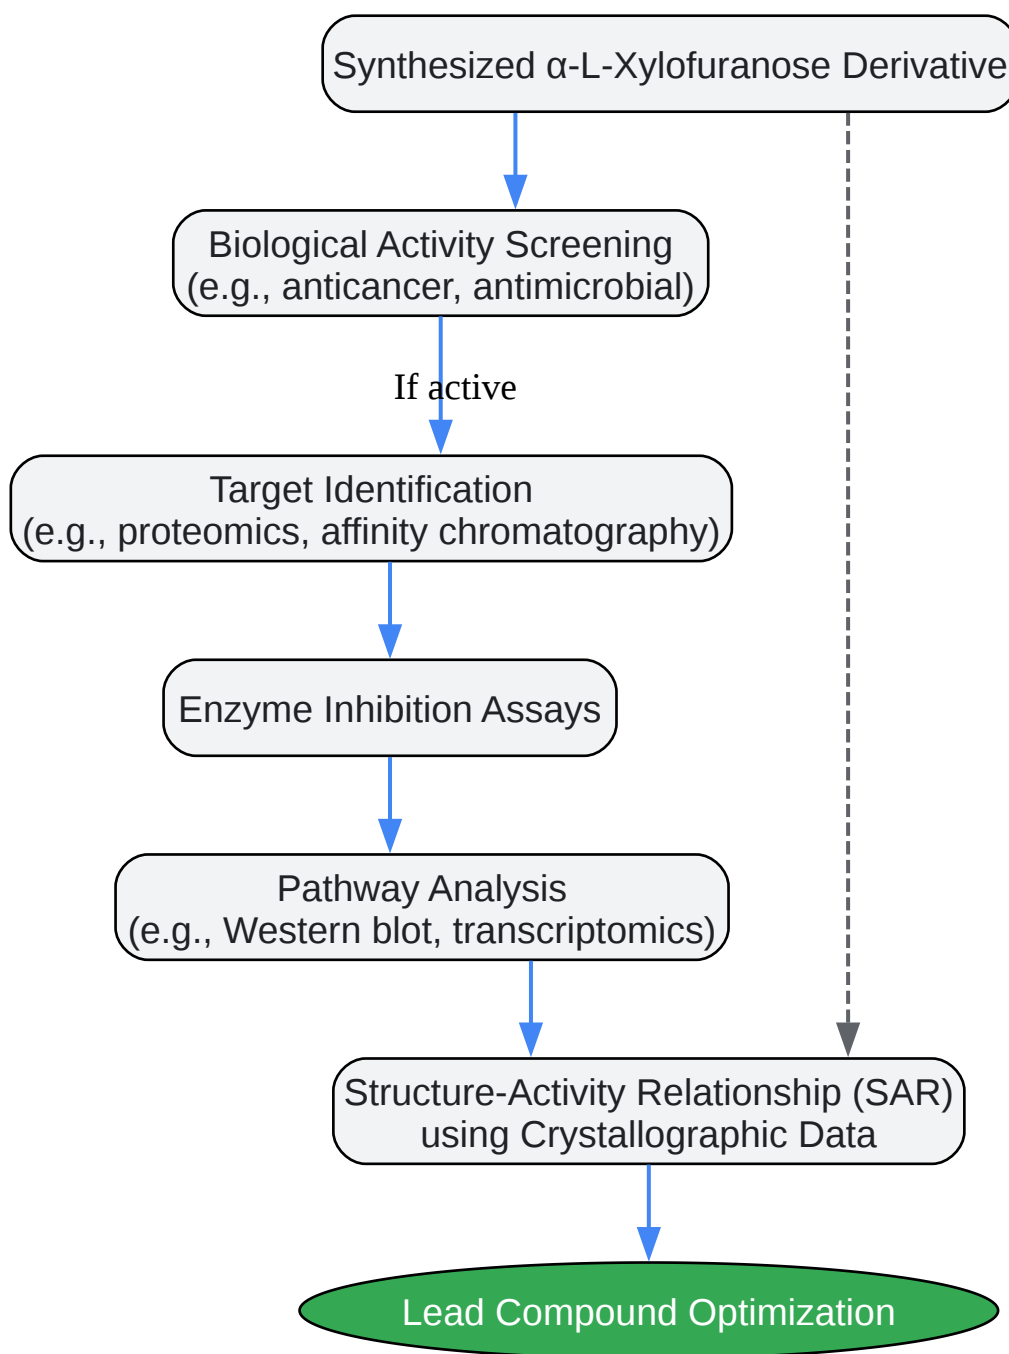 Synthesized α-L-Xylofuranose Derivative
Biological Activity Screening
(e.g., anticancer, antimicrobial)
If active
Target Identification
(e.g., proteomics, affinity chromatography)
Enzyme Inhibition Assays
Pathway Analysis
(e.g., Western blot, transcriptomics)
Structure-Activity Relationship (SAR)
using Crystallographic Data
Lead Compound Optimization